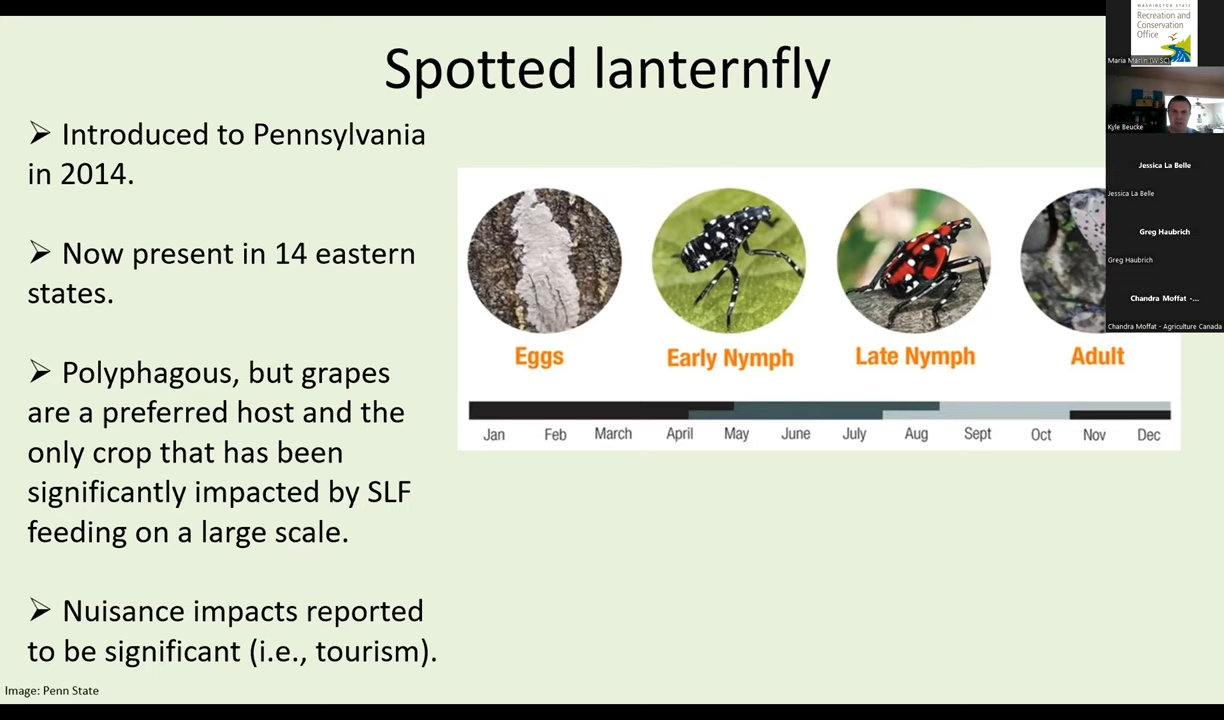 Spotted lanternfly
➢ Introduced to Pennsylvania
in 2014.
➢ Now present in 14 eastern
states.
➢ Polyphagous, but grapes
are a preferred host and the
only crop that has been
significantly impacted by SLF
feeding on a large scale.
➢ Nuisance impacts reported
to be significant (i.e., tourism).
Image: Penn State
Eggs
Early Nymph
Late Nymph
Adult
Jan Feb March April May June July Aug Sept Oct Nov Dec
WASHINGTON STATE
Recreation and
Conservation
Office
Maria Marlin (WISC)
Kyle Beucke
Jessica La Belle
Jessica La Belle
Greg Haubrich
Greg Haubrich
Chandra Moffat -...
Chandra Moffat - Agriculture Canada